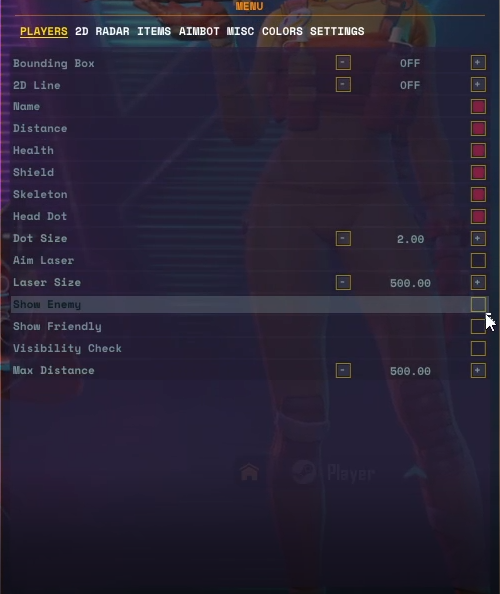 MENU
PLAYERS 2D RADAR ITEMS AIMBOT MISC COLORS SETTINGS
Bounding Box - OFF +
2D Line - OFF +
Name
Distance
Health
Shield
Skeleton
Head Dot
Dot Size - 2.00 +
Aim Laser
Laser Size - 500.00 +
Show Enemy
Show Friendly
Visibility Check
Max Distance - 500.00 +
Player